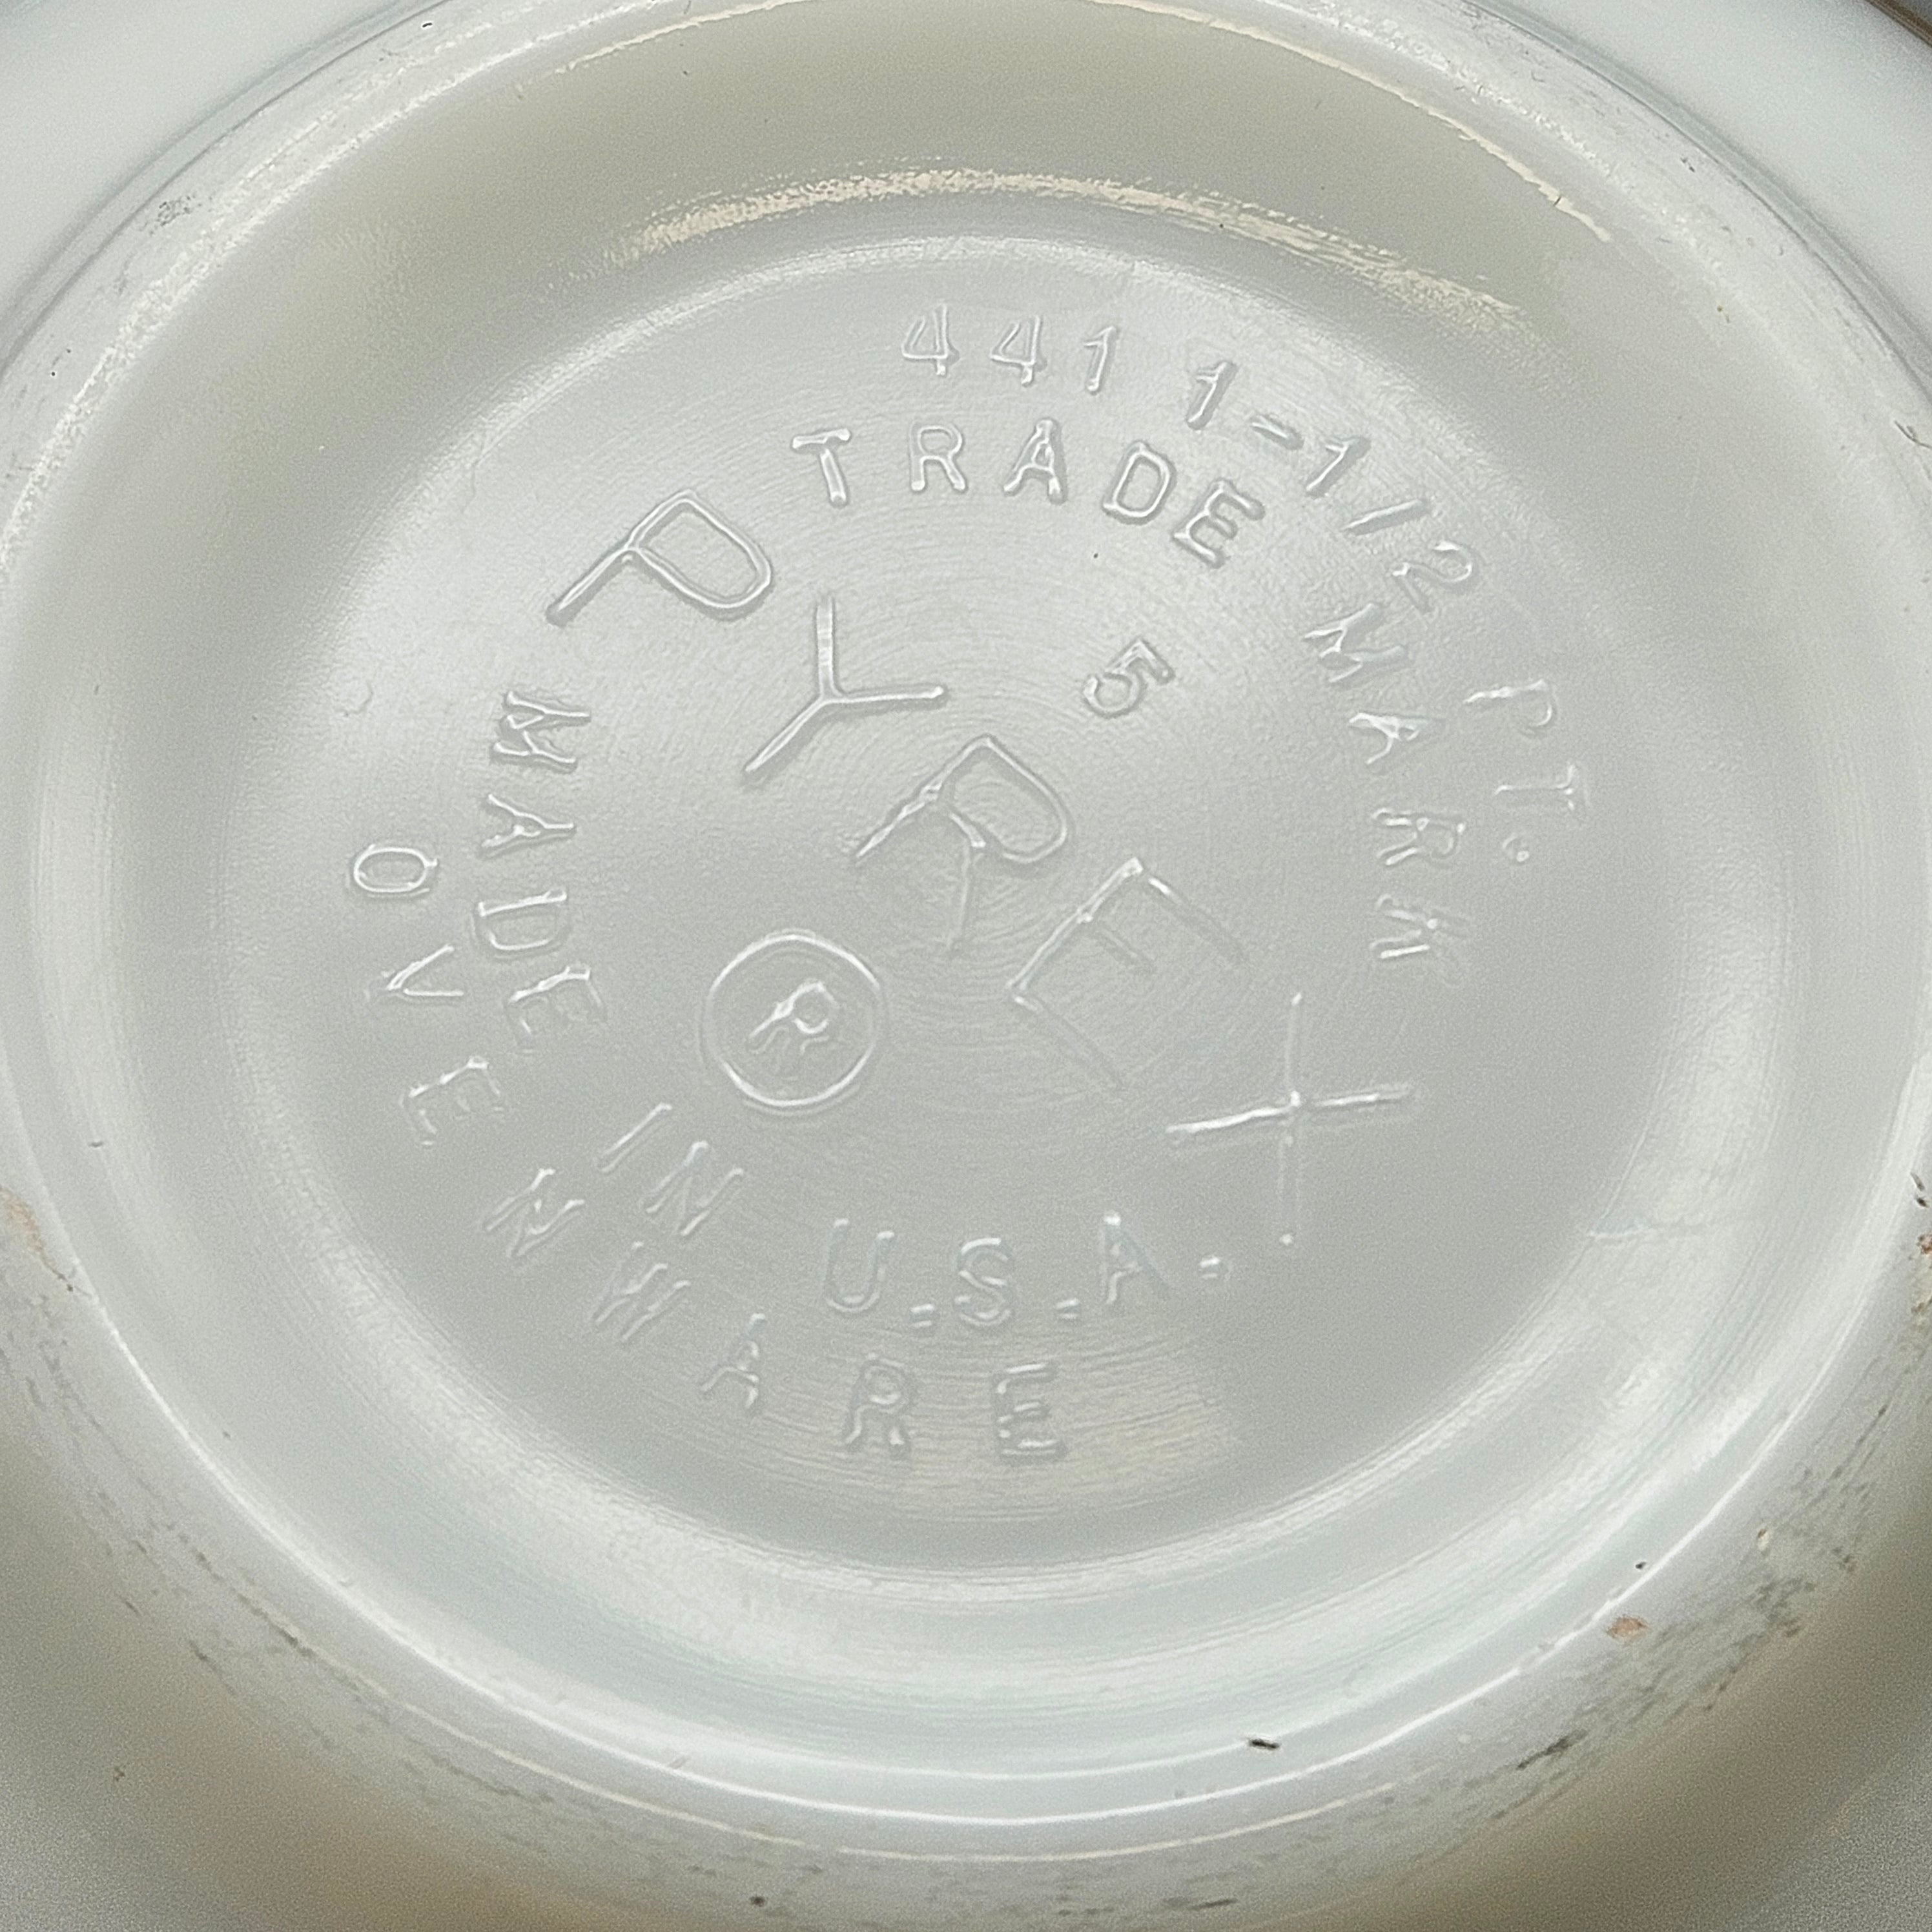 441 1-1/2 PT.
TRADE MARK
5
PYREX
®
MADE IN U.S.A.
OVENWARE